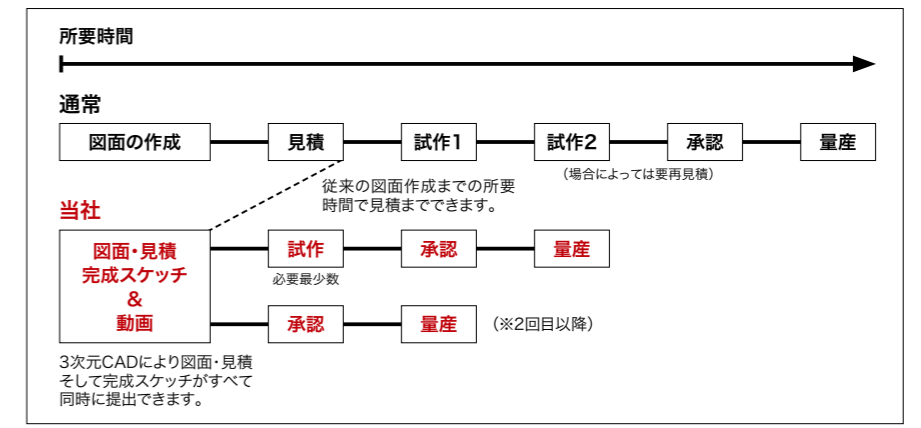 所要時間
通常
図面の作成
見積
試作1
試作2
承認
量産
(場合によっては要再見積)
従来の図面作成までの所要
時間で見積までできます。
当社
図面・見積
完成スケッチ
&
動画
試作
承認
量産
必要最少数
承認
量産
(※2回目以降)
3次元CADにより図面・見積
そして完成スケッチがすべて
同時に提出できます。